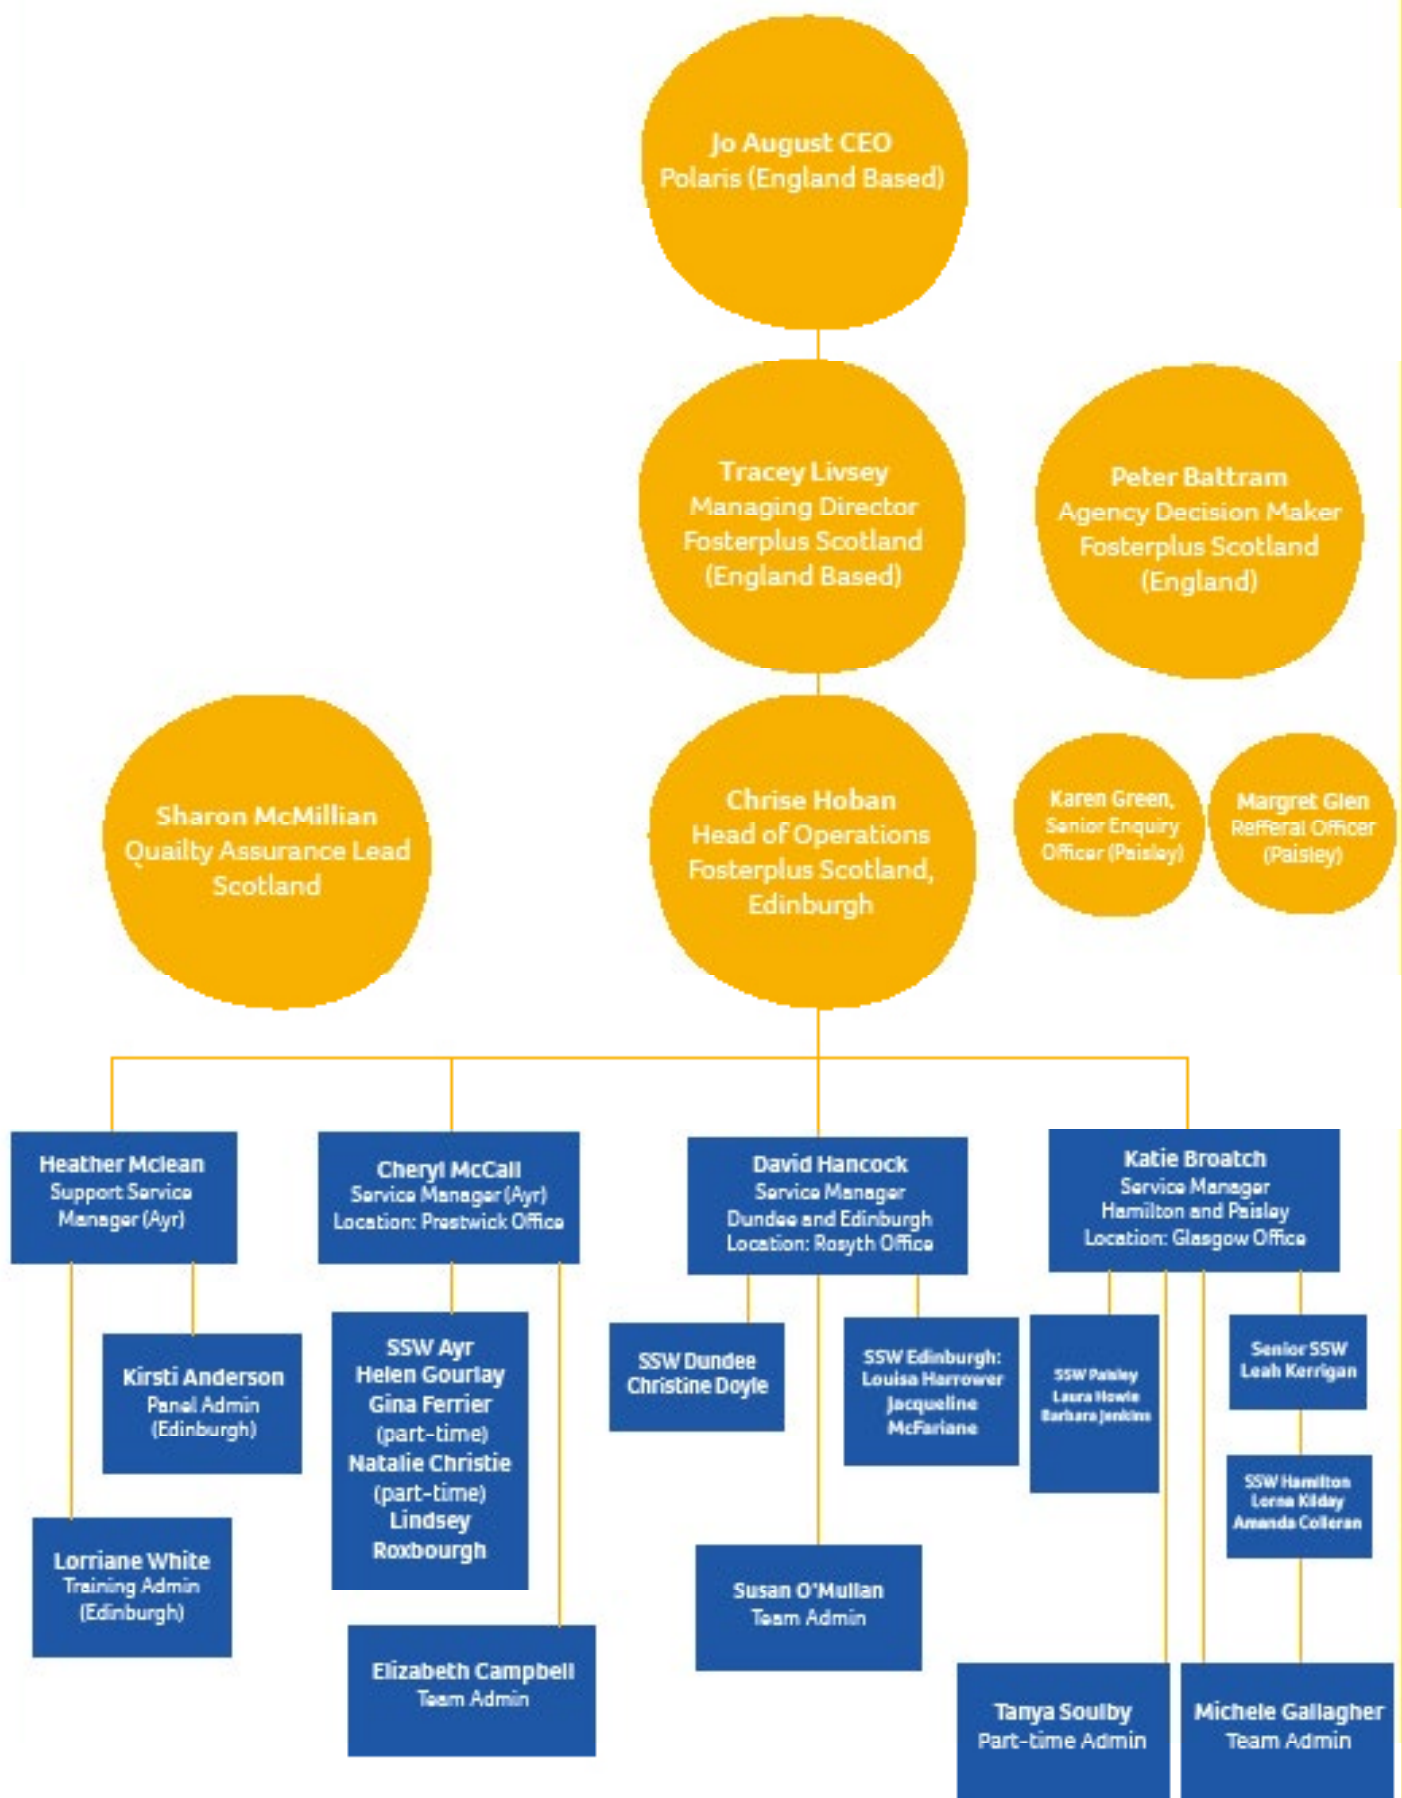 Jo August CEO
Polaris (England Based)
Tracey Livsey
Managing Director
Fosterplus Scotland
(England Based)
Peter Battram
Agency Decision Maker
Fosterplus Scotland
(England)
Sharon McMillian
Quailty Assurance Lead
Scotland
Chrise Hoban
Head of Operations
Fosterplus Scotland,
Edinburgh
Karen Green,
Senior Enquiry
Officer (Paisley)
Margret Glen
Refferal Officer
(Paisley)
Heather Mclean
Support Service
Manager (Ayr)
Cheryl McCall
Service Manager (Ayr)
Location: Prestwick Office
David Hancock
Service Manager
Dundee and Edinburgh
Location: Rosyth Office
Katie Broatch
Service Manager
Hamilton and Paisley
Location: Glasgow Office
Kirsti Anderson
Panel Admin
(Edinburgh)
Lorriane White
Training Admin
(Edinburgh)
SSW Ayr
Helen Gourlay
Gina Ferrier
(part-time)
Natalie Christie
(part-time)
Lindsey
Roxbourgh
Elizabeth Campbell
Team Admin
SSW Dundee
Christine Doyle
SSW Edinburgh:
Louisa Harrower
Jacqueline
McFarlane
Susan O'Mullan
Team Admin
SSW Paisley
Laura Howie
Barbara Jenkins
Senior SSW
Leah Kerrigan
SSW Hamilton
Lorna Kilday
Amanda Colleran
Tanya Soulby
Part-time Admin
Michele Gallagher
Team Admin